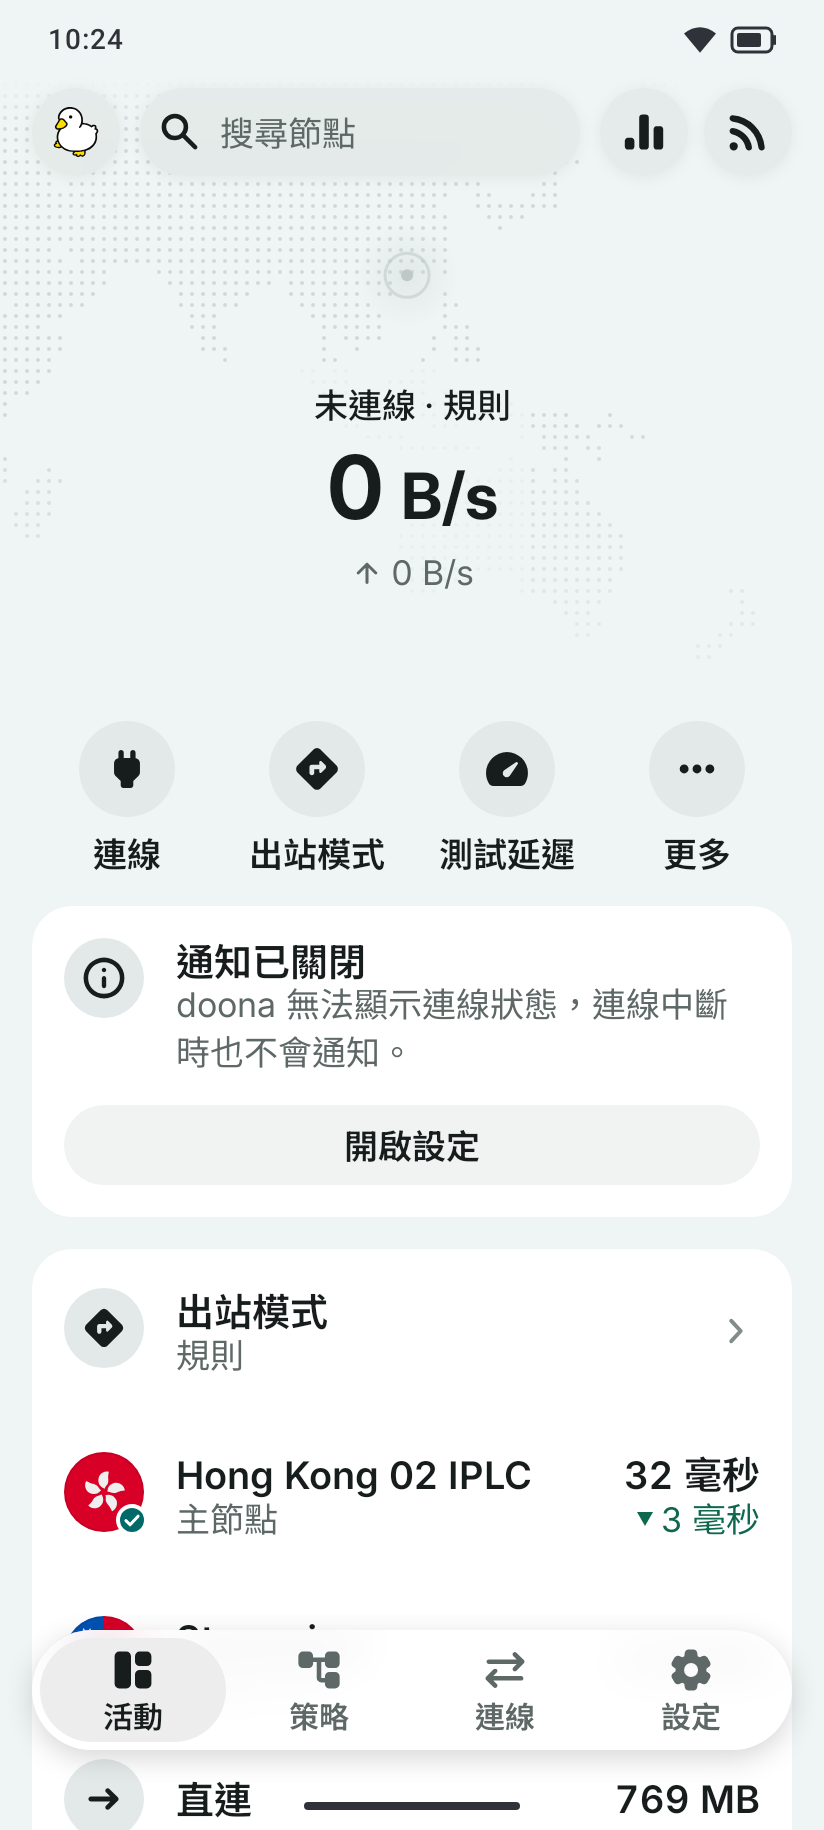 10:24
搜尋節點
未連線 · 規則
0 B/s
↑ 0 B/s
連線
出站模式
測試延遲
更多
通知已關閉
doona 無法顯示連線狀態，連線中斷
時也不會通知。
開啟設定
出站模式
規則
Hong Kong 02 IPLC
32 毫秒
主節點
▼3 毫秒
活動
策略
連線
設定
直連
769 MB